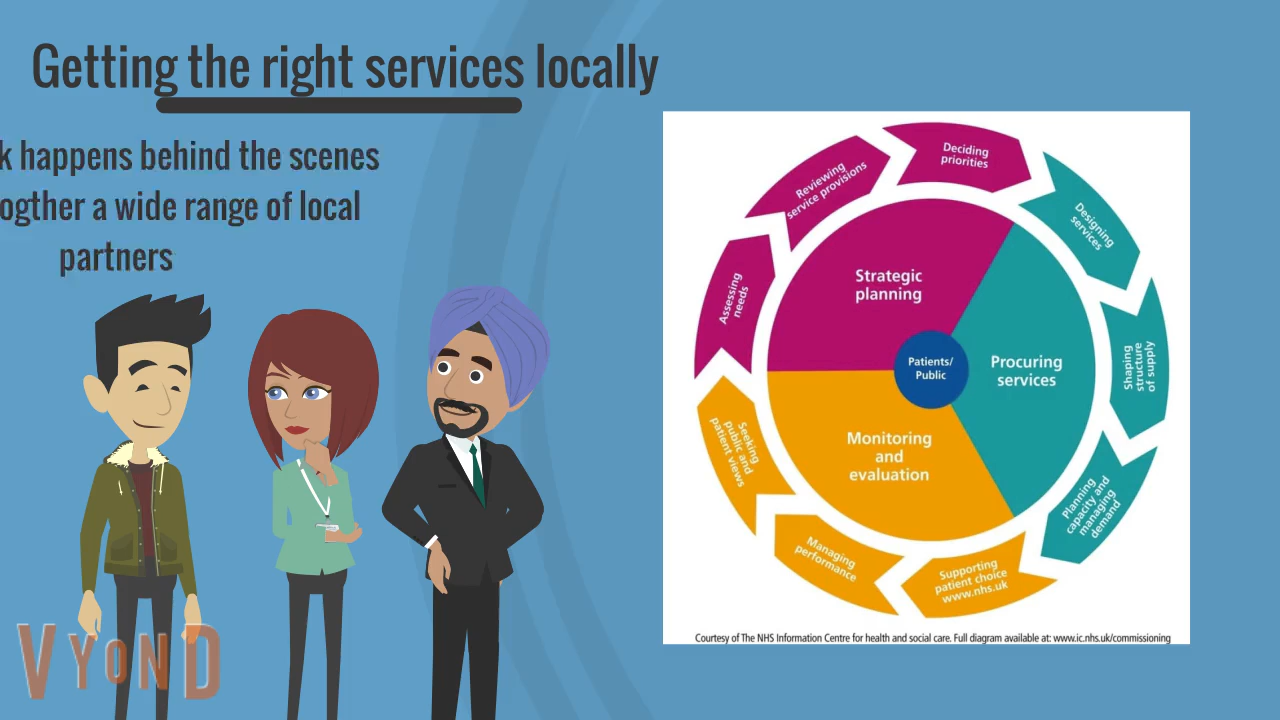 Getting the right services locally
k happens behind the scenes
ogther a wide range of local
partners
Deciding
priorities
Designing
services
Shaping
structure
of supply
Planning
capacity and
managing
demand
Supporting
patient choice
www.nhs.uk
Managing
performance
Seeking
public and
patient views
Assessing
needs
Reviewing
service provisions
Strategic
planning
Procuring
services
Monitoring
and
evaluation
Patients/
Public
Courtesy of The NHS Information Centre for health and social care. Full diagram available at: www.ic.nhs.uk/commissioning
VYOND